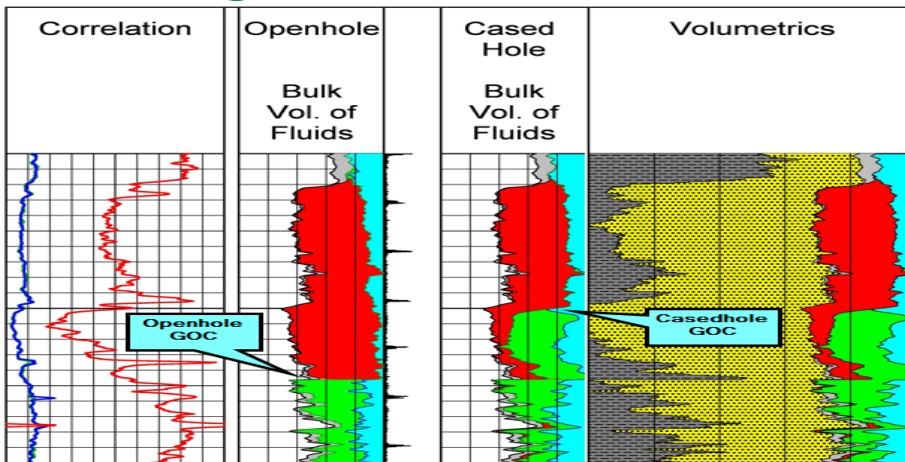 Correlation
Openhole
Bulk
Vol. of
Fluids
Cased
Hole
Bulk
Vol. of
Fluids
Volumetrics
Openhole
GOC
Casedhole
GOC